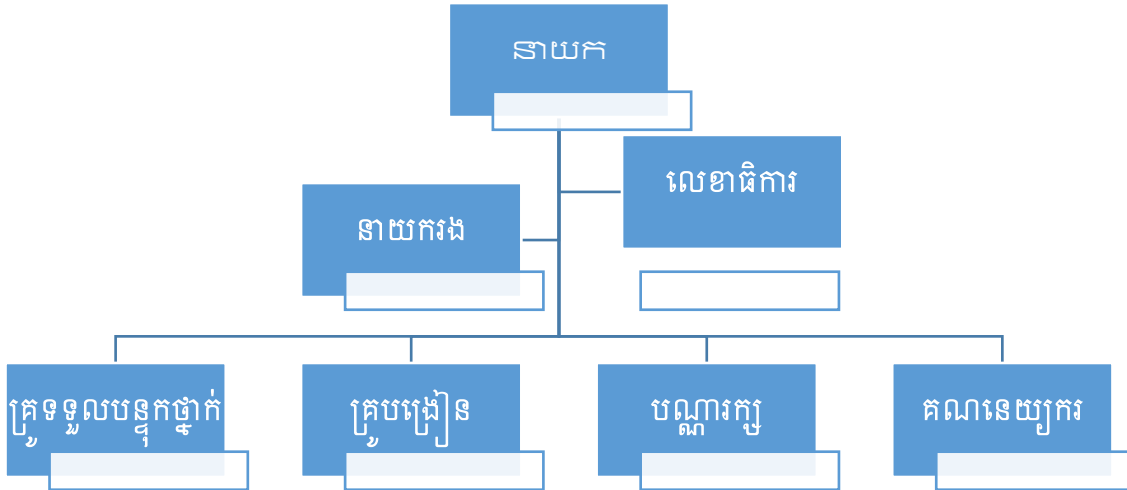 នាយក
លេខាធិការ
នាយករង
គ្រូទទួលបន្ទុកថ្នាក់
គ្រូបង្រៀន
បណ្ណារក្ស
គណនេយ្យករ